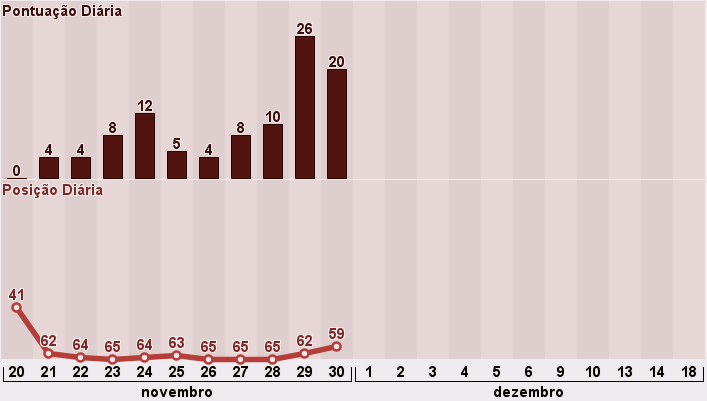 Pontuação Diária
0 4 4 8 12 5 4 8 10 26 20
Posição Diária
41 62 64 65 64 63 65 65 65 62 59
20 21 22 23 24 25 26 27 28 29 30 1 2 3 4 5 6 9 10 13 14 18
novembro dezembro